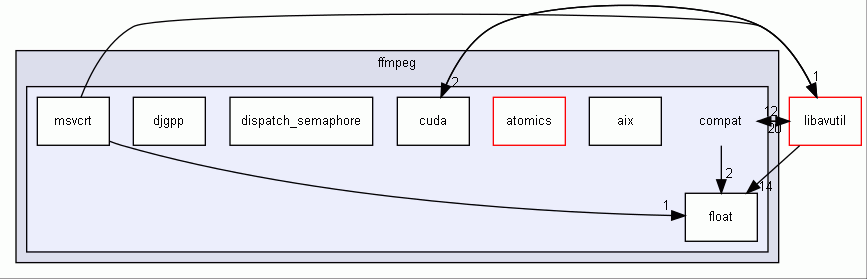 ffmpeg
2
1
msvcrt
djgpp
dispatch_semaphore
cuda
atomics
aix
compat
12
20
libavutil
2
14
1
float